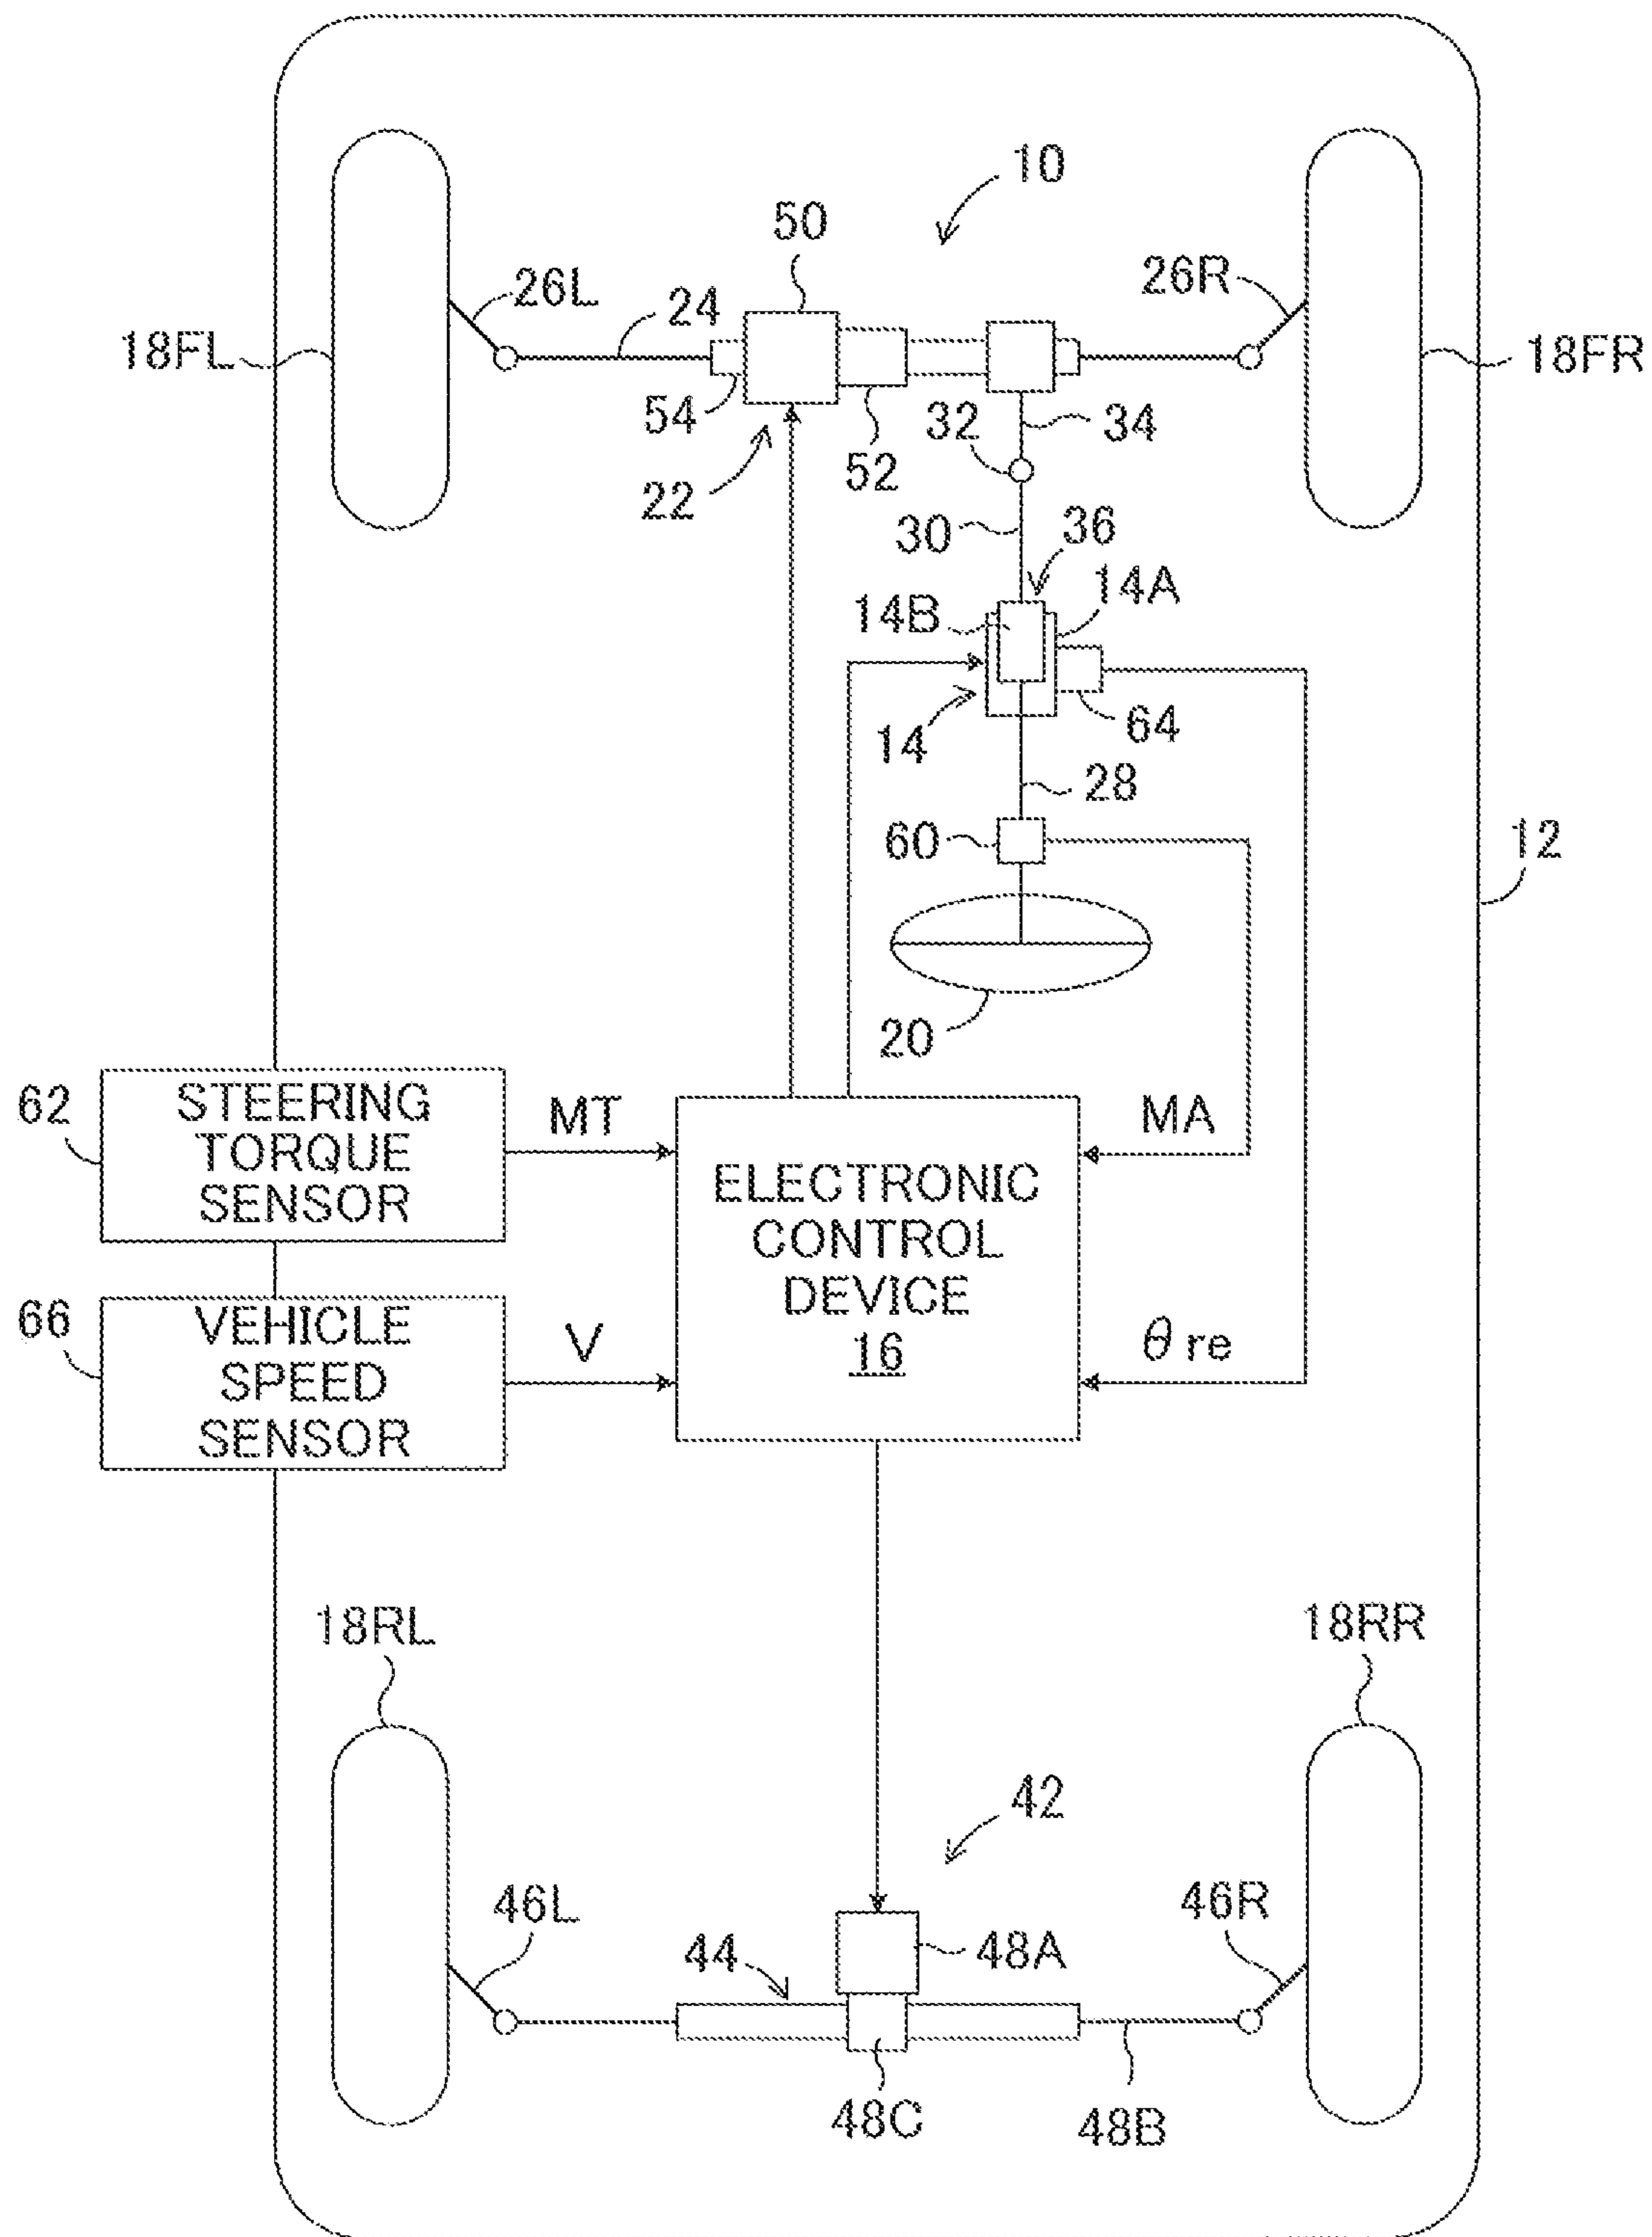 10
50
26L
24
26R
18FL
18FR
54
32
34
22
52
30
36
14B
14A
14
64
28
60
12
20
62
STEERING
TORQUE
SENSOR
MT
MA
ELECTRONIC
CONTROL
DEVICE
16
66
VEHICLE
SPEED
SENSOR
V
θre
18RL
18RR
42
46L
46R
44
48A
48C
48B